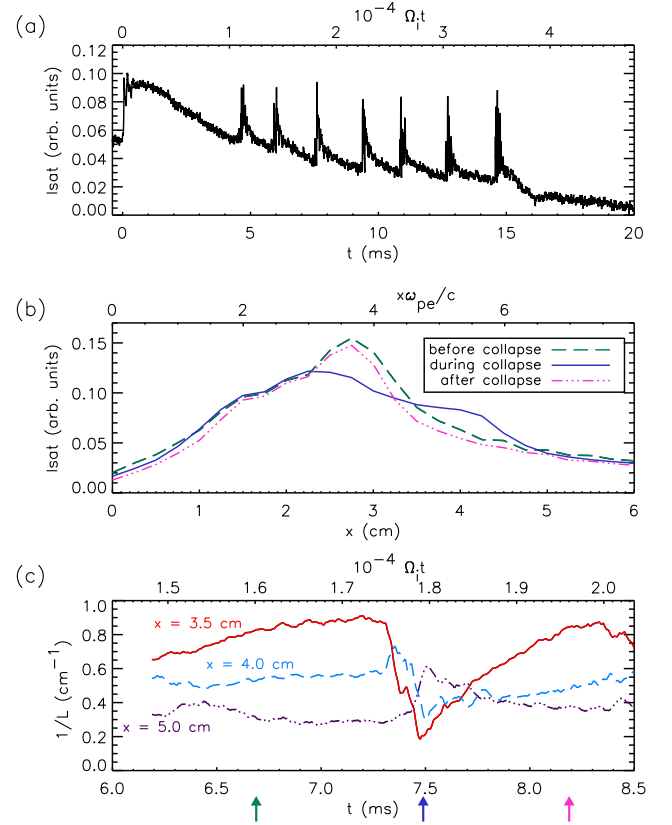 (a)
10⁻⁴ Ωᵢt
0 1 2 3 4
Isat (arb. units)
0.12
0.10
0.08
0.06
0.04
0.02
0.00
0 5 10 15 20
t (ms)
(b)
xωpe/c
0 2 4 6
Isat (arb. units)
0.15
0.10
0.05
0.00
before collapse
during collapse
after collapse
0 1 2 3 4 5 6
x (cm)
(c)
10⁻⁴ Ωᵢt
1.5 1.6 1.7 1.8 1.9 2.0
1/L (cm⁻¹)
1.0
0.8
0.6
0.4
0.2
0.0
x = 3.5 cm
x = 4.0 cm
x = 5.0 cm
6.0 6.5 7.0 7.5 8.0 8.5
t (ms)